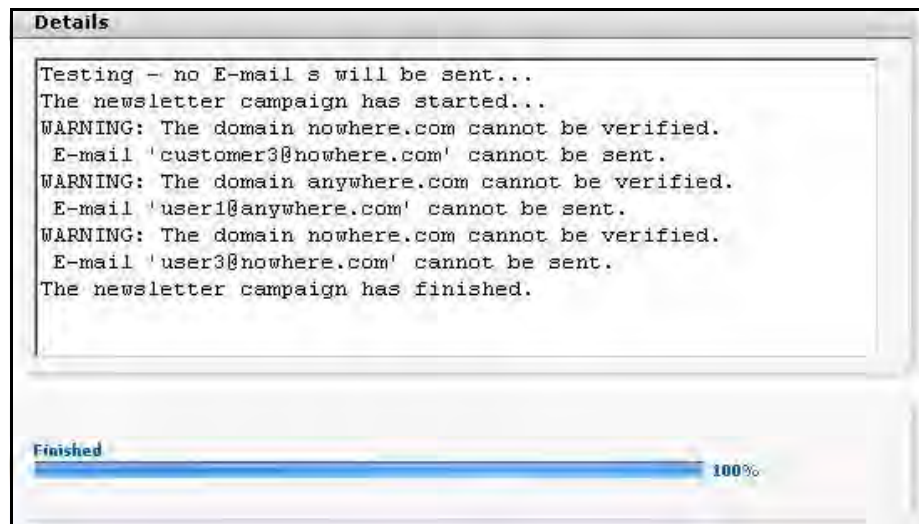 Details
Testing - no E-mail s will be sent...
The newsletter campaign has started...
WARNING: The domain nowhere.com cannot be verified.
E-mail 'customer3@nowhere.com' cannot be sent.
WARNING: The domain anywhere.com cannot be verified.
E-mail 'user1@anywhere.com' cannot be sent.
WARNING: The domain nowhere.com cannot be verified.
E-mail 'user3@nowhere.com' cannot be sent.
The newsletter campaign has finished.
Finished
100%